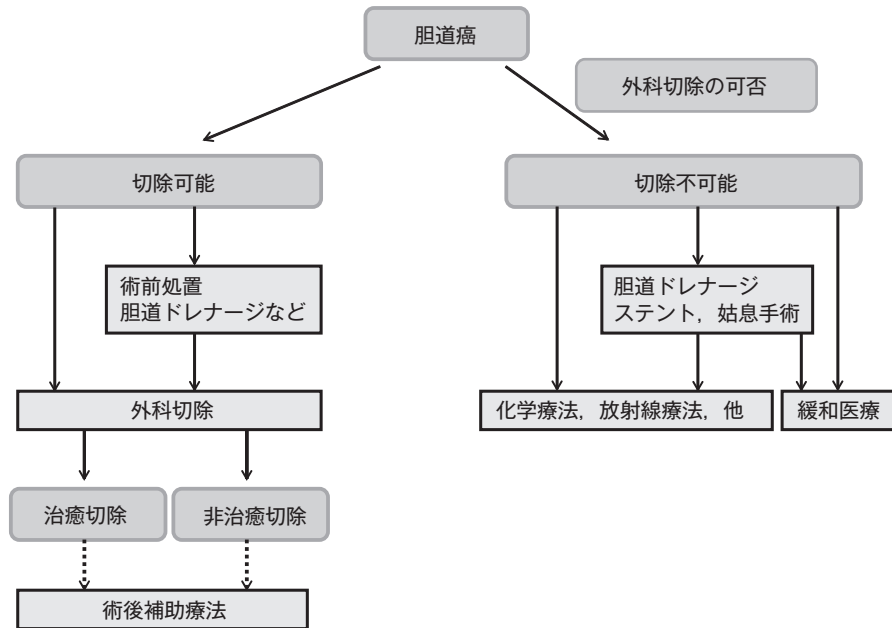 胆道癌
外科切除の可否
切除可能
切除不可能
術前処置
胆道ドレナージなど
胆道ドレナージ
ステント，姑息手術
外科切除
化学療法，放射線療法，他
緩和医療
治癒切除
非治癒切除
術後補助療法